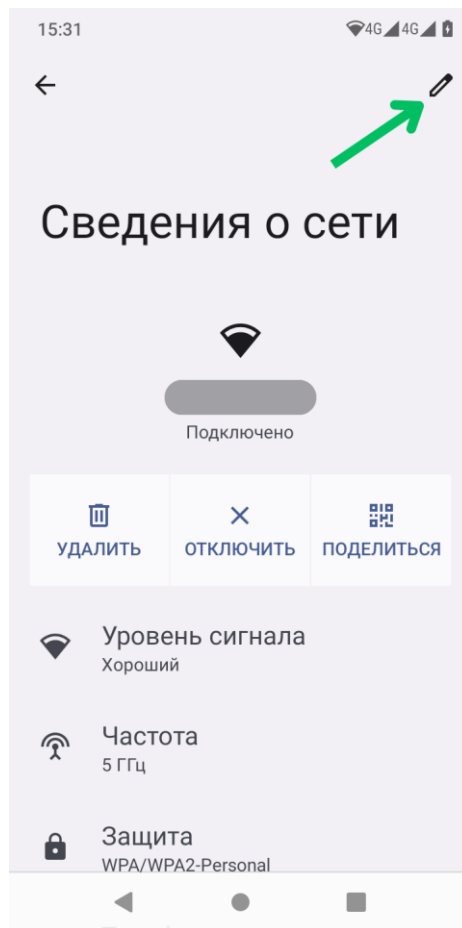 15:31
4G 4G
Сведения о сети
Подключено
УДАЛИТЬ
ОТКЛЮЧИТЬ
ПОДЕЛИТЬСЯ
Уровень сигнала
Хороший
Частота
5 ГГц
Защита
WPA/WPA2-Personal